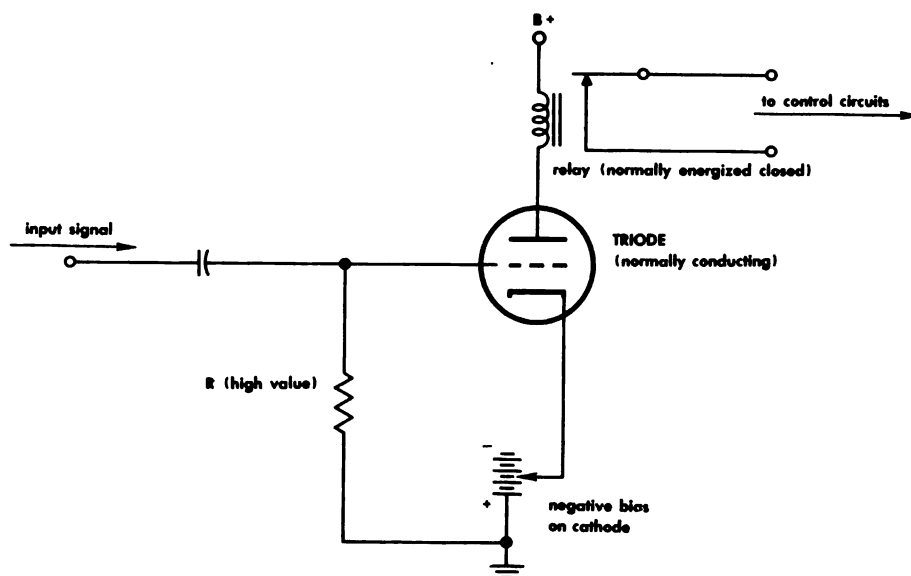 B +
to control circuits
relay (normally energized closed)
input signal
TRIODE
(normally conducting)
R (high value)
−
+
negative bias
on cathode